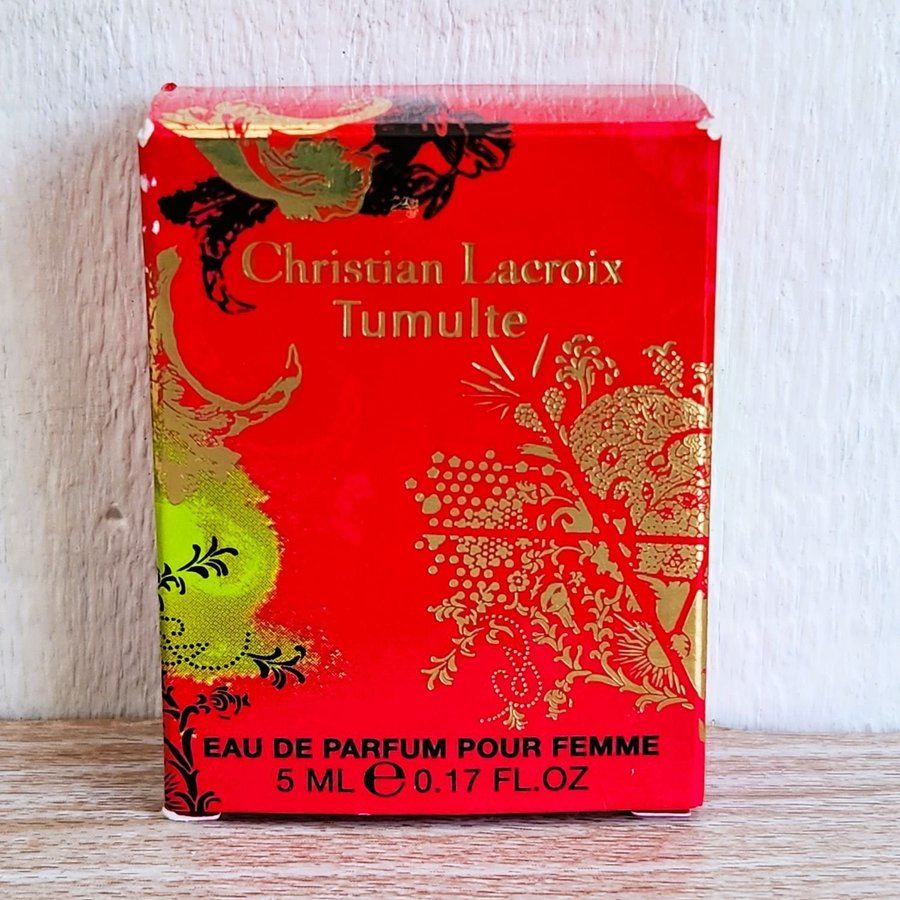 Christian Lacroix
Tumulte
EAU DE PARFUM POUR FEMME
5 ML ℮ 0.17 FL.OZ